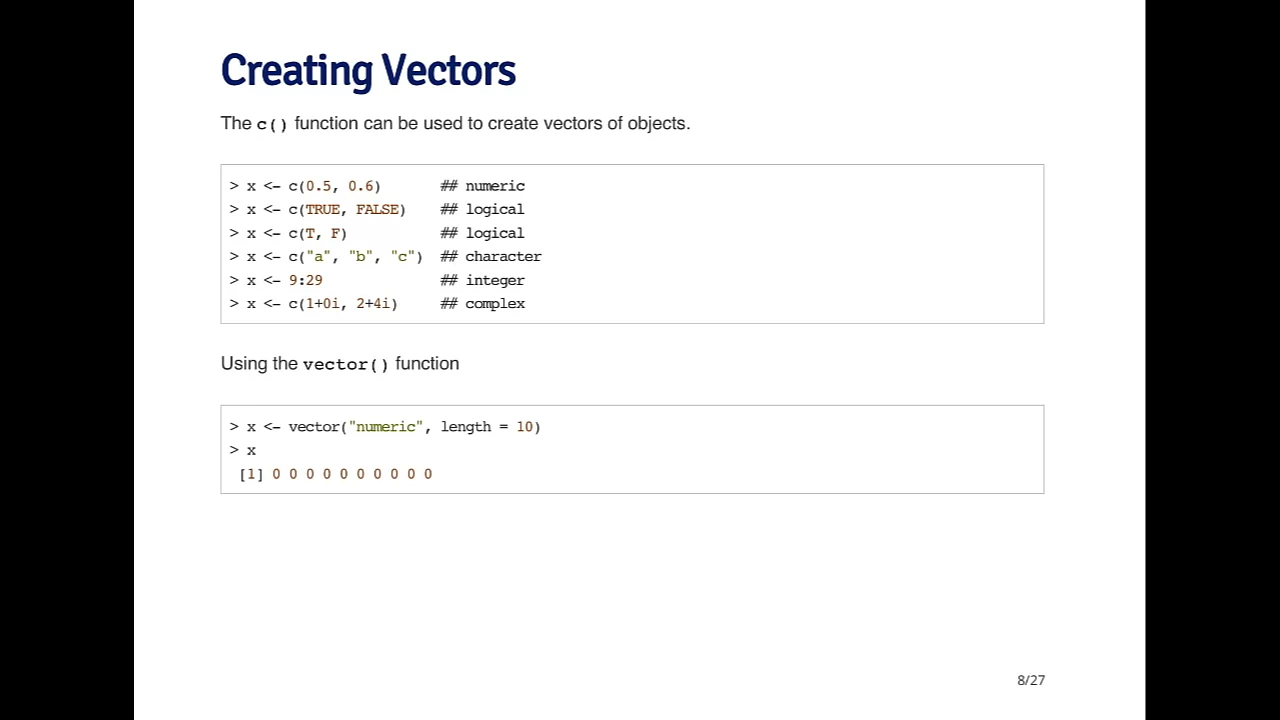 Creating Vectors
The c() function can be used to create vectors of objects.
> x <- c(0.5, 0.6)       ## numeric
> x <- c(TRUE, FALSE)    ## logical
> x <- c(T, F)           ## logical
> x <- c("a", "b", "c")  ## character
> x <- 9:29              ## integer
> x <- c(1+0i, 2+4i)     ## complex
Using the vector() function
> x <- vector("numeric", length = 10)
> x
 [1] 0 0 0 0 0 0 0 0 0 0
8/27